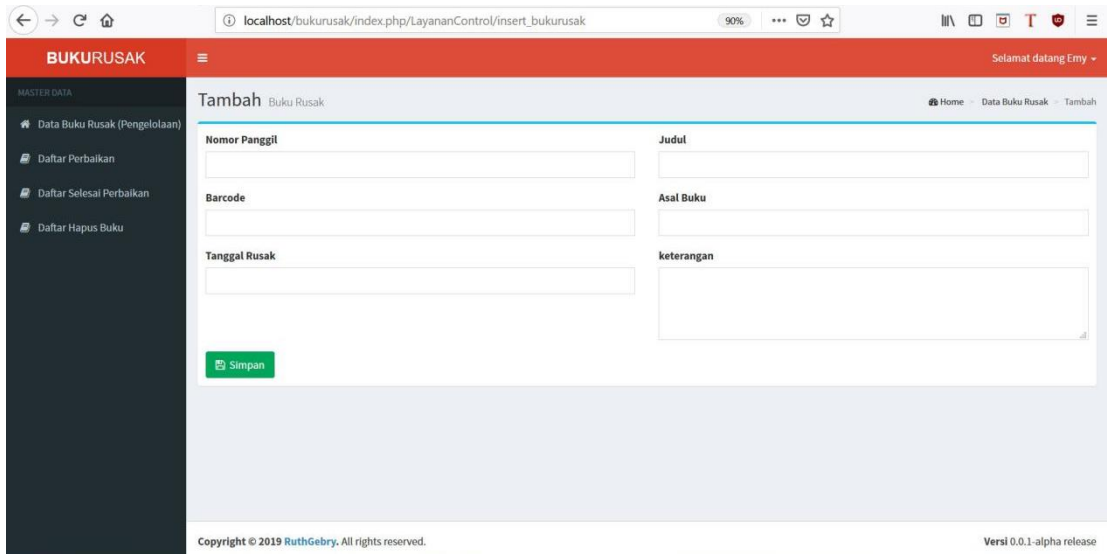 localhost/bukurusak/index.php/LayananControl/insert_bukurusak
90%
BUKURUSAK
Selamat datang Emy
MASTER DATA
Data Buku Rusak (Pengelolaan)
Daftar Perbaikan
Daftar Selesai Perbaikan
Daftar Hapus Buku
Tambah Buku Rusak
Home > Data Buku Rusak > Tambah
Nomor Panggil
Judul
Barcode
Asal Buku
Tanggal Rusak
keterangan
Simpan
Copyright © 2019 RuthGebry. All rights reserved.
Versi 0.0.1-alpha release